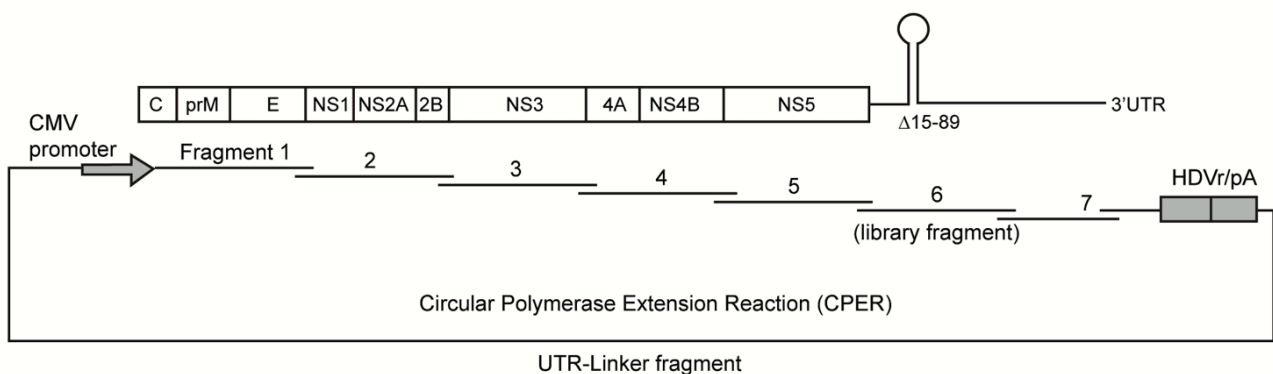 C prM E NS1 NS2A 2B NS3 4A NS4B NS5
3'UTR
Δ15-89
CMV
promoter
Fragment 1
2
3
4
5
6
(library fragment)
7
HDVr/pA
Circular Polymerase Extension Reaction (CPER)
UTR-Linker fragment